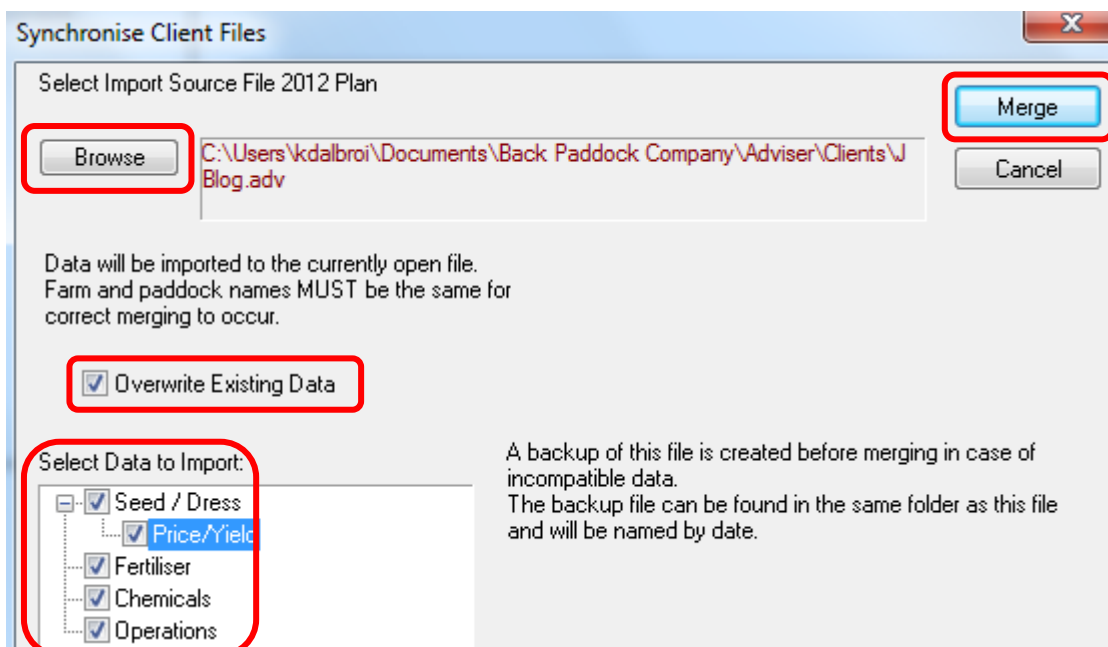 Synchronise Client Files
Select Import Source File 2012 Plan
Merge
Browse
C:\Users\kdalbroi\Documents\Back Paddock Company\Adviser\Clients\J
Blog.adv
Cancel
Data will be imported to the currently open file.
Farm and paddock names MUST be the same for
correct merging to occur.
Overwrite Existing Data
Select Data to Import:
Seed / Dress
Price/Yield
Fertiliser
Chemicals
Operations
A backup of this file is created before merging in case of
incompatible data.
The backup file can be found in the same folder as this file
and will be named by date.